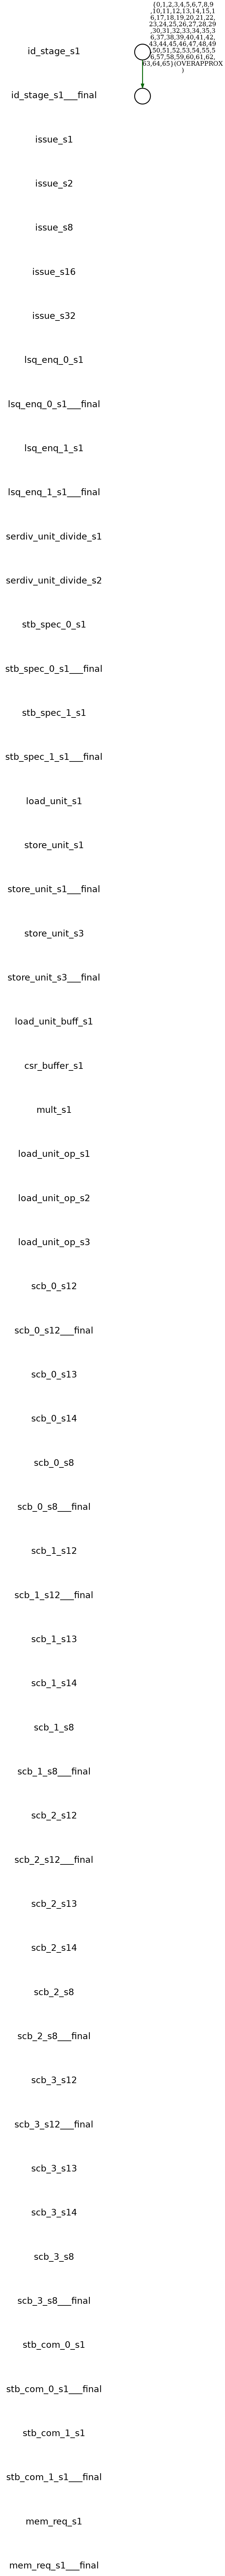 {0,1,2,3,4,5,6,7,8,9
,10,11,12,13,14,15,1
6,17,18,19,20,21,22,
23,24,25,26,27,28,29
,30,31,32,33,34,35,3
6,37,38,39,40,41,42,
43,44,45,46,47,48,49
,50,51,52,53,54,55,5
6,57,58,59,60,61,62,
63,64,65}(OVERAPPROX
)
id_stage_s1
id_stage_s1___final
issue_s1
issue_s2
issue_s8
issue_s16
issue_s32
lsq_enq_0_s1
lsq_enq_0_s1___final
lsq_enq_1_s1
lsq_enq_1_s1___final
serdiv_unit_divide_s1
serdiv_unit_divide_s2
stb_spec_0_s1
stb_spec_0_s1___final
stb_spec_1_s1
stb_spec_1_s1___final
load_unit_s1
store_unit_s1
store_unit_s1___final
store_unit_s3
store_unit_s3___final
load_unit_buff_s1
csr_buffer_s1
mult_s1
load_unit_op_s1
load_unit_op_s2
load_unit_op_s3
scb_0_s12
scb_0_s12___final
scb_0_s13
scb_0_s14
scb_0_s8
scb_0_s8___final
scb_1_s12
scb_1_s12___final
scb_1_s13
scb_1_s14
scb_1_s8
scb_1_s8___final
scb_2_s12
scb_2_s12___final
scb_2_s13
scb_2_s14
scb_2_s8
scb_2_s8___final
scb_3_s12
scb_3_s12___final
scb_3_s13
scb_3_s14
scb_3_s8
scb_3_s8___final
stb_com_0_s1
stb_com_0_s1___final
stb_com_1_s1
stb_com_1_s1___final
mem_req_s1
mem_req_s1___final